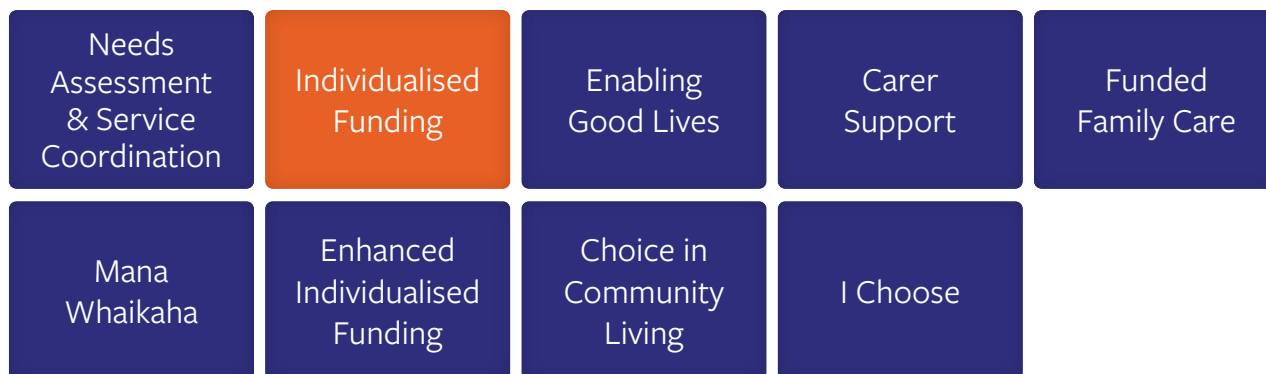 Needs
Assessment
& Service
Coordination
Individualised
Funding
Enabling
Good Lives
Carer
Support
Funded
Family Care
Mana
Whaikaha
Enhanced
Individualised
Funding
Choice in
Community
Living
I Choose